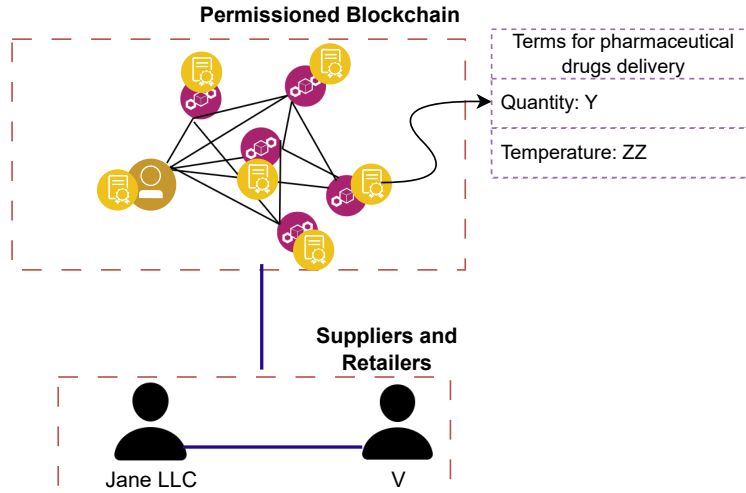 Permissioned Blockchain
Terms for pharmaceutical
drugs delivery
Quantity: Y
Temperature: ZZ
Suppliers and
Retailers
Jane LLC
V